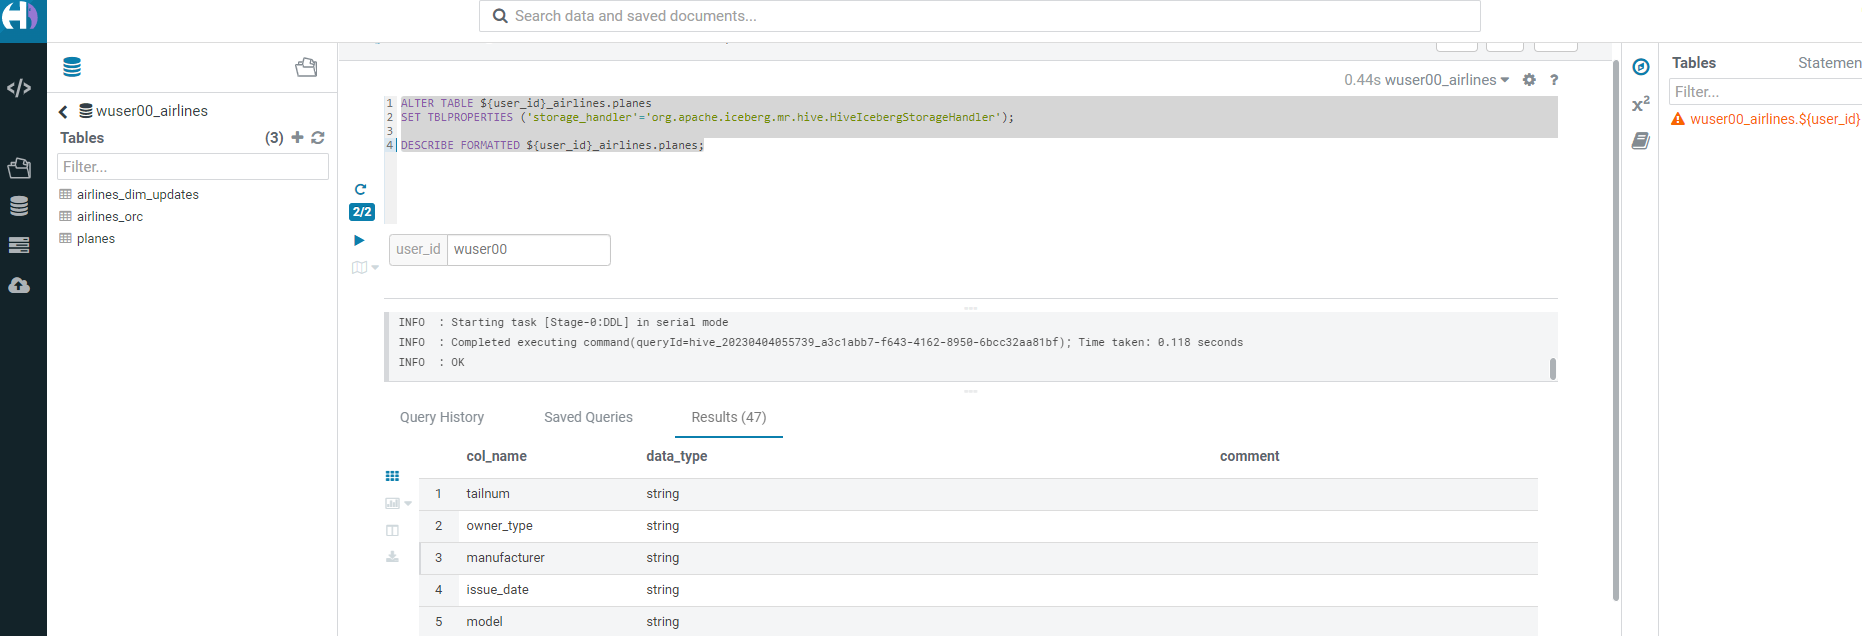 Search data and saved documents...
wuser00_airlines
Tables (3)
Filter...
airlines_dim_updates
airlines_orc
planes
0.44s wuser00_airlines ?
1 ALTER TABLE ${user_id}_airlines.planes
2 SET TBLPROPERTIES ('storage_handler'='org.apache.iceberg.mr.hive.HiveIcebergStorageHandler');
3
4 DESCRIBE FORMATTED ${user_id}_airlines.planes;
2/2
user_id wuser00
INFO : Starting task [Stage-0:DDL] in serial mode
INFO : Completed executing command(queryId=hive_20230404055739_a3c1abb7-f643-4162-8950-6bcc32aa81bf); Time taken: 0.118 seconds
INFO : OK
Query History Saved Queries Results (47)
col_name data_type comment
1 tailnum string
2 owner_type string
3 manufacturer string
4 issue_date string
5 model string
Tables Statemen
Filter...
x²
wuser00_airlines.${user_id}